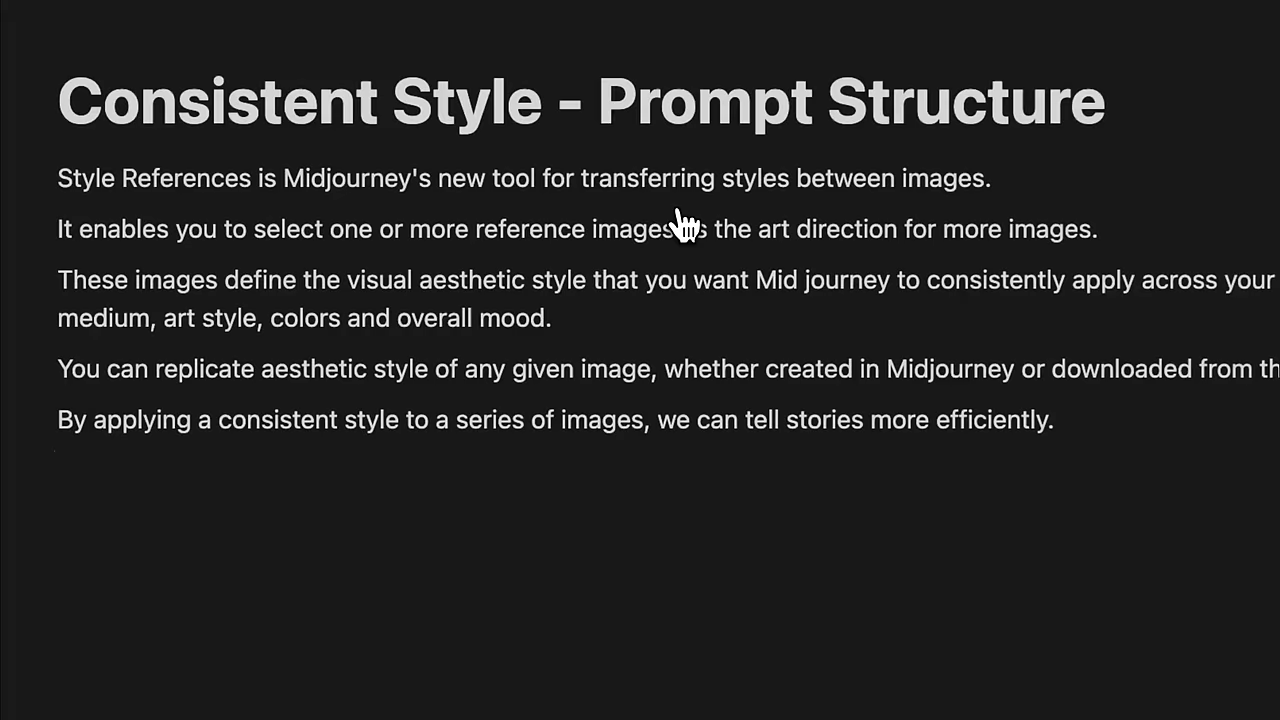 Consistent Style - Prompt Structure
Style References is Midjourney's new tool for transferring styles between images.
It enables you to select one or more reference images the art direction for more images.
These images define the visual aesthetic style that you want Mid journey to consistently apply across your
medium, art style, colors and overall mood.
You can replicate aesthetic style of any given image, whether created in Midjourney or downloaded from
By applying a consistent style to a series of images, we can tell stories more efficiently.